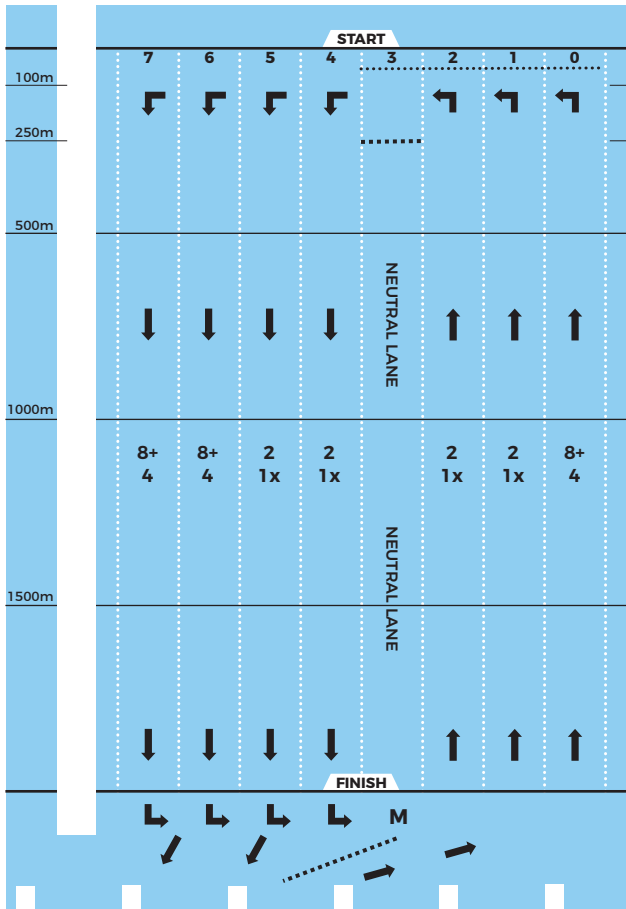 START
7 6 5 4 3 2 1 0
100m
250m
500m
NEUTRAL LANE
1000m
8+ 8+ 2 2 2 2 8+
4 4 1x 1x 1x 1x 4
NEUTRAL LANE
1500m
FINISH
M